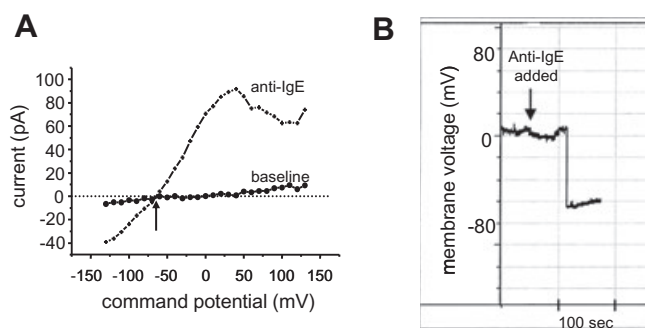 A
current (pA)
100
80
60
40
20
0
-20
-40
anti-IgE
baseline
-150 -100 -50 0 50 100 150
command potential (mV)
B
membrane voltage (mV)
80
0
-80
Anti-IgE
added
100 sec